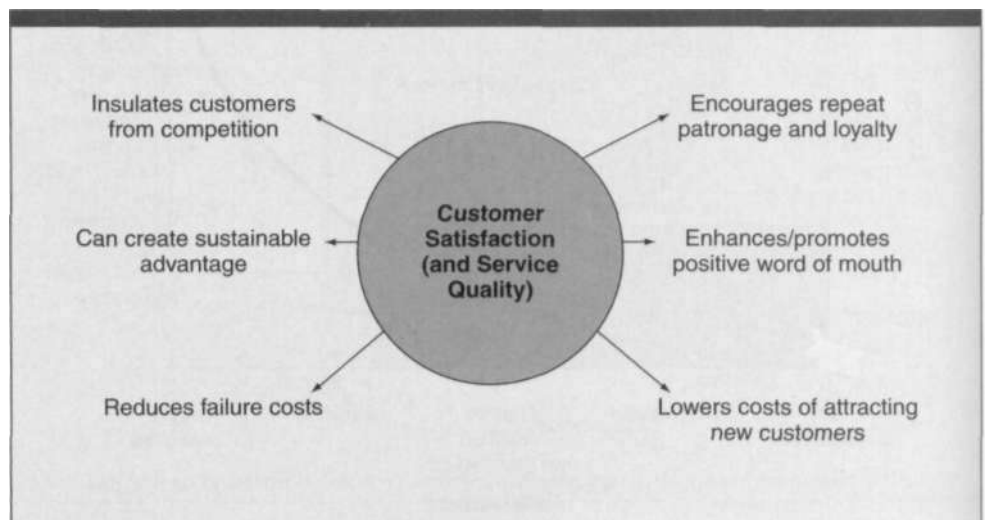 Insulates customers
from competition
Encourages repeat
patronage and loyalty
Customer
Satisfaction
(and Service
Quality)
Can create sustainable
advantage
Enhances/promotes
positive word of mouth
Reduces failure costs
Lowers costs of attracting
new customers